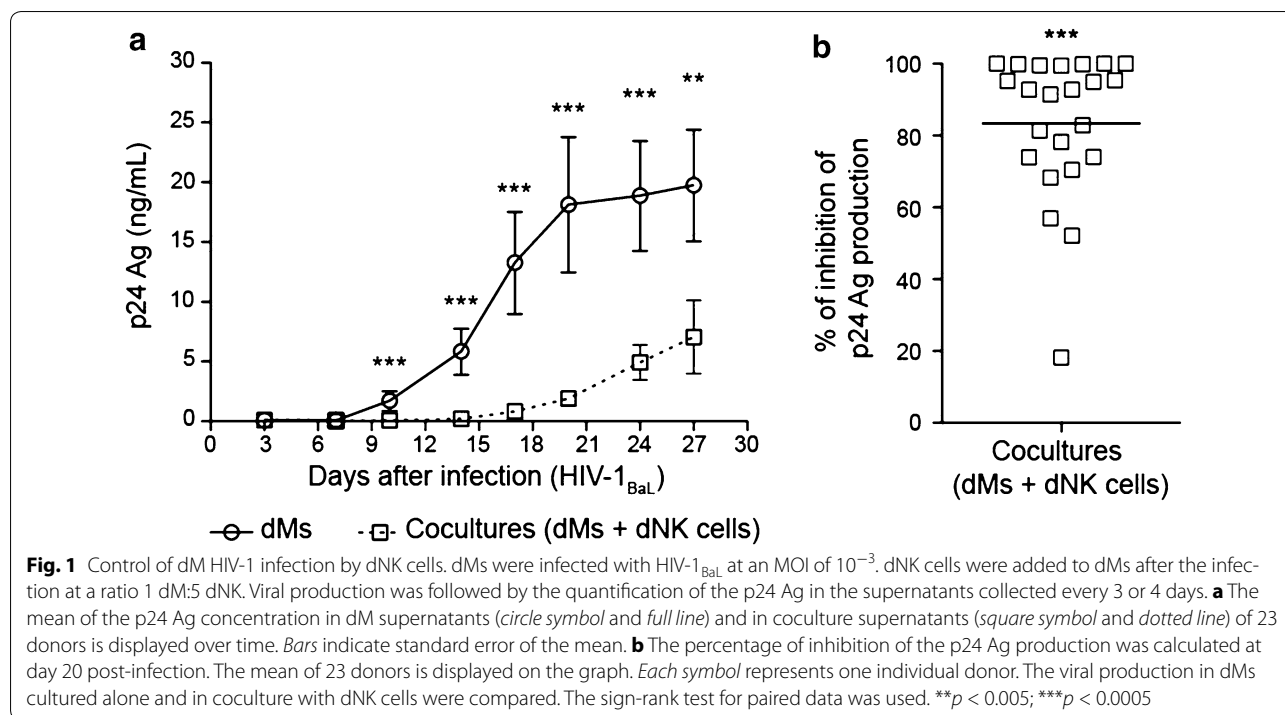 a
30
25
20
15
10
5
0
p24 Ag (ng/mL)
***
***
***
***
***
**
0 3 6 9 12 15 18 21 24 27 30
Days after infection (HIV-1BaL)
dMs Cocultures (dMs + dNK cells)
b
***
100
80
60
40
20
0
% of inhibition of
p24 Ag production
Cocultures
(dMs + dNK cells)
Fig. 1 Control of dM HIV-1 infection by dNK cells. dMs were infected with HIV-1BaL at an MOI of 10−3. dNK cells were added to dMs after the infec-
tion at a ratio 1 dM:5 dNK. Viral production was followed by the quantification of the p24 Ag in the supernatants collected every 3 or 4 days. a The
mean of the p24 Ag concentration in dM supernatants (circle symbol and full line) and in coculture supernatants (square symbol and dotted line) of 23
donors is displayed over time. Bars indicate standard error of the mean. b The percentage of inhibition of the p24 Ag production was calculated at
day 20 post-infection. The mean of 23 donors is displayed on the graph. Each symbol represents one individual donor. The viral production in dMs
cultured alone and in coculture with dNK cells were compared. The sign-rank test for paired data was used. **p < 0.005; ***p < 0.0005